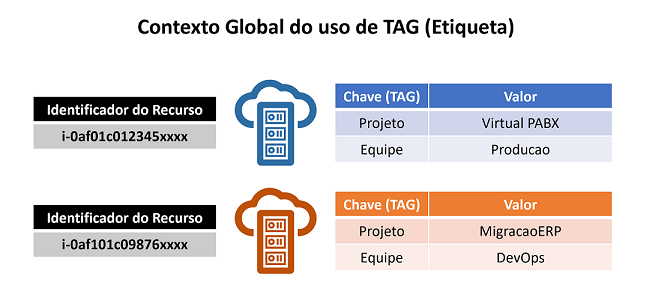 Contexto Global do uso de TAG (Etiqueta)
Identificador do Recurso
i-0af01c012345xxxx
Chave (TAG) Valor
Projeto Virtual PABX
Equipe Producao
Identificador do Recurso
i-0af101c09876xxxx
Chave (TAG) Valor
Projeto MigracaoERP
Equipe DevOps